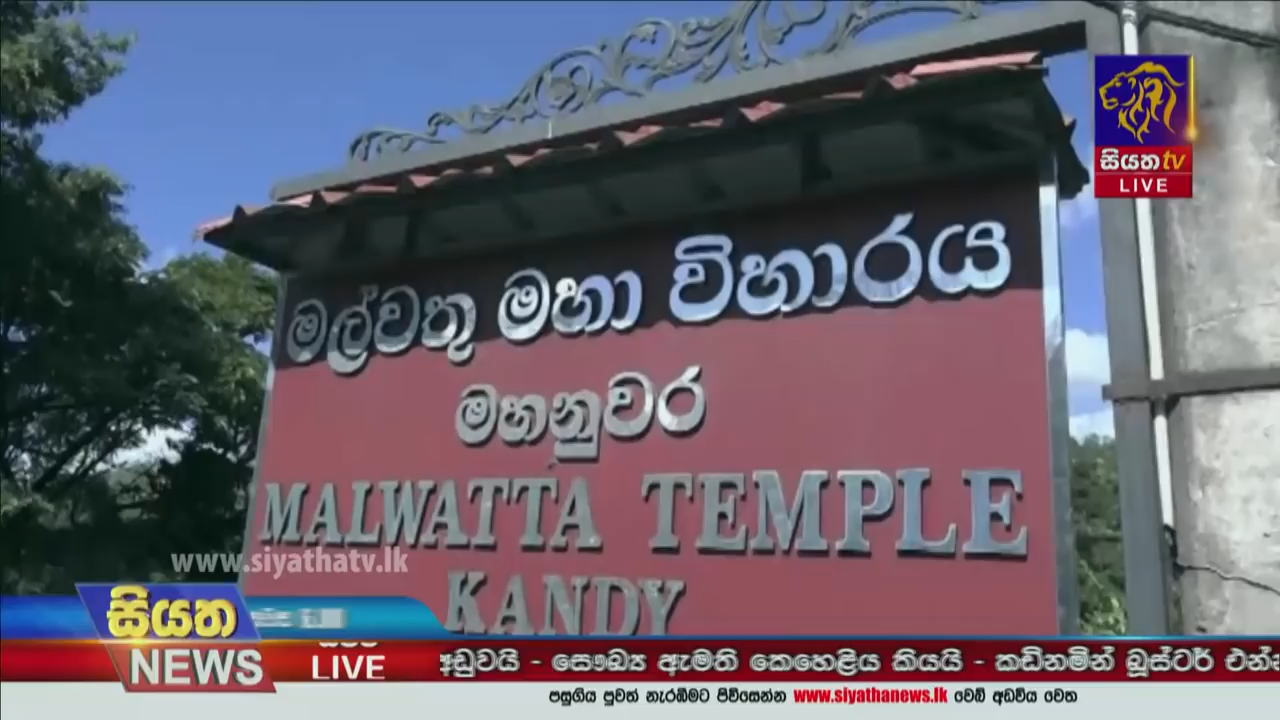 සියත tv
LIVE
මල්වතු මහා විහාරය
මහනුවර
MALWATTA TEMPLE
KANDY
www.siyathatv.lk
සියත
NEWS
LIVE
අඩුවයි - සෞඛ්‍ය ඇමති කෙහෙළිය කියයි - කඩිනමින් බූස්ටර් එන්න
පසුගිය පුවත් නැරඹීමට පිවිසෙන්න www.siyathanews.lk වෙබ් අඩවිය වෙත